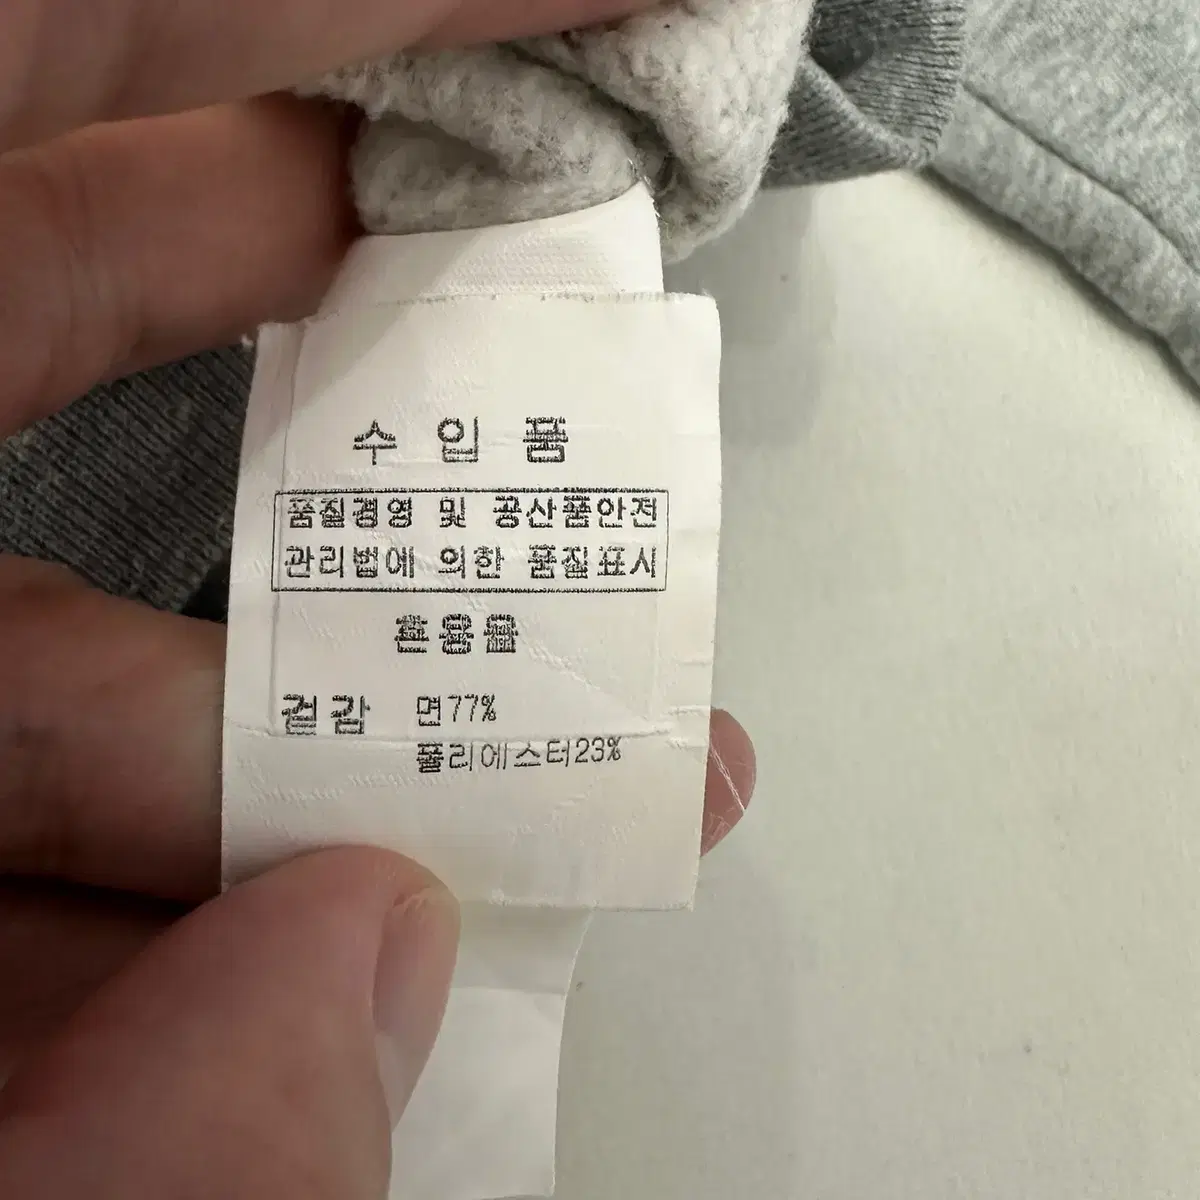 수 입 품
품질경영 및 공산품안전
관리법에 의한 품질표시
혼용율
겉감 면77%
폴리에스터23%